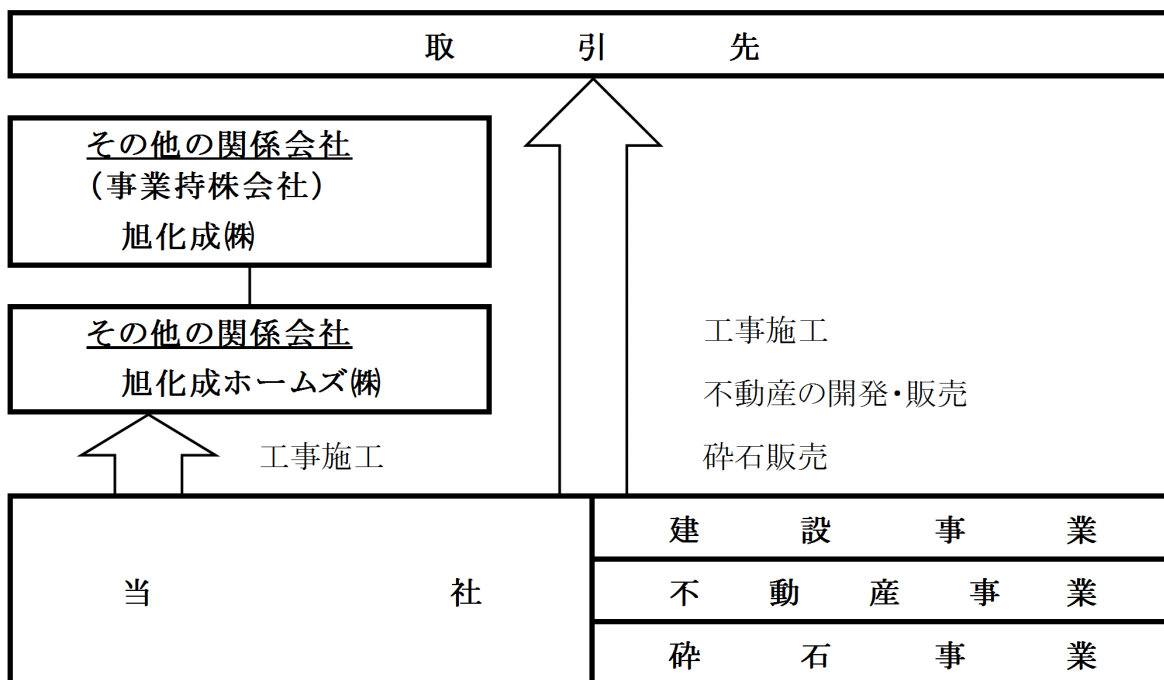 取引先
その他の関係会社
（事業持株会社）
旭化成㈱
その他の関係会社
旭化成ホームズ㈱
工事施工
工事施工
不動産の開発・販売
砕石販売
当社
建設事業
不動産事業
砕石事業